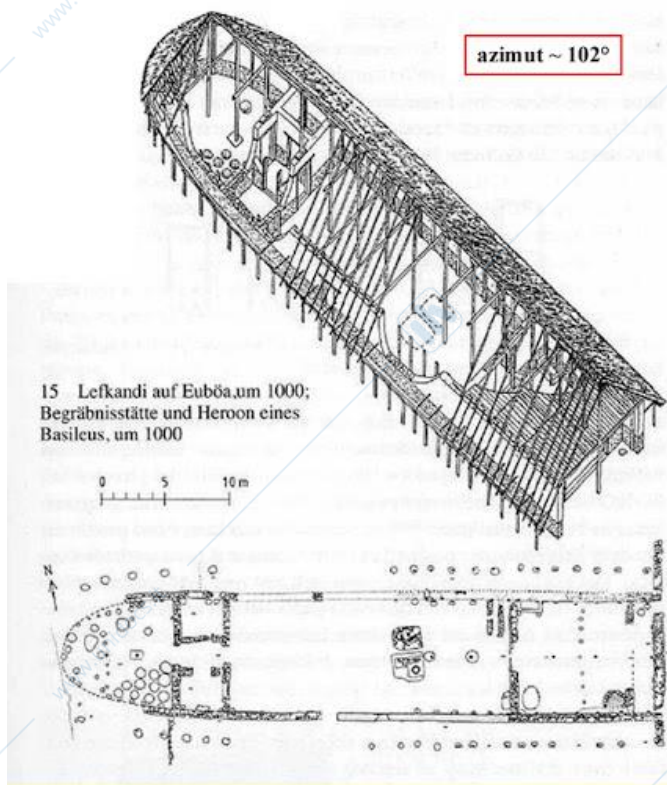 azimut ~ 102°
15 Lefkandi auf Euböa,um 1000;
Begräbnisstätte und Heroon eines
Basileus, um 1000
0 5 10 m
N